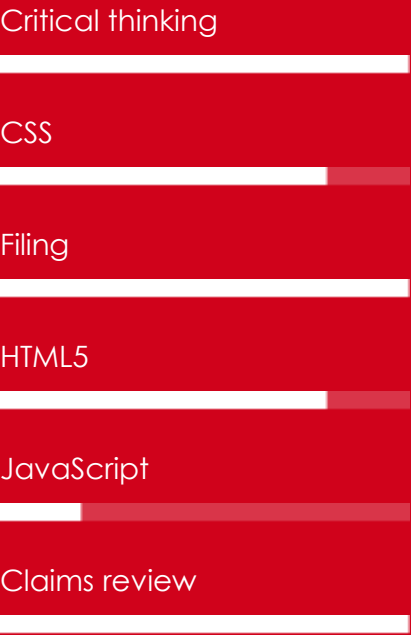 Critical thinking
CSS
Filing
HTML5
JavaScript
Claims review